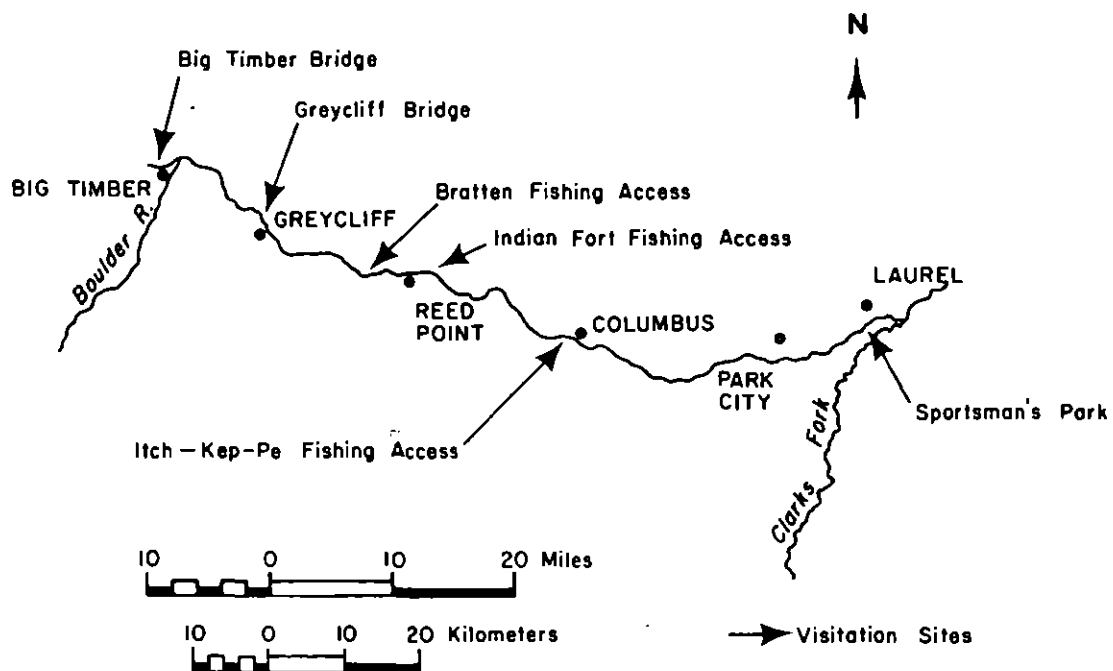 N
Big Timber Bridge
Greycliff Bridge
BIG TIMBER
Boulder R.
GREYCLIFF
Bratten Fishing Access
Indian Fort Fishing Access
REED
POINT
COLUMBUS
LAUREL
PARK
CITY
Sportsman's Park
Itch-Kep-Pe Fishing Access
Clarks Fork
10 0 10 20 Miles
10 0 10 20 Kilometers
Visitation Sites